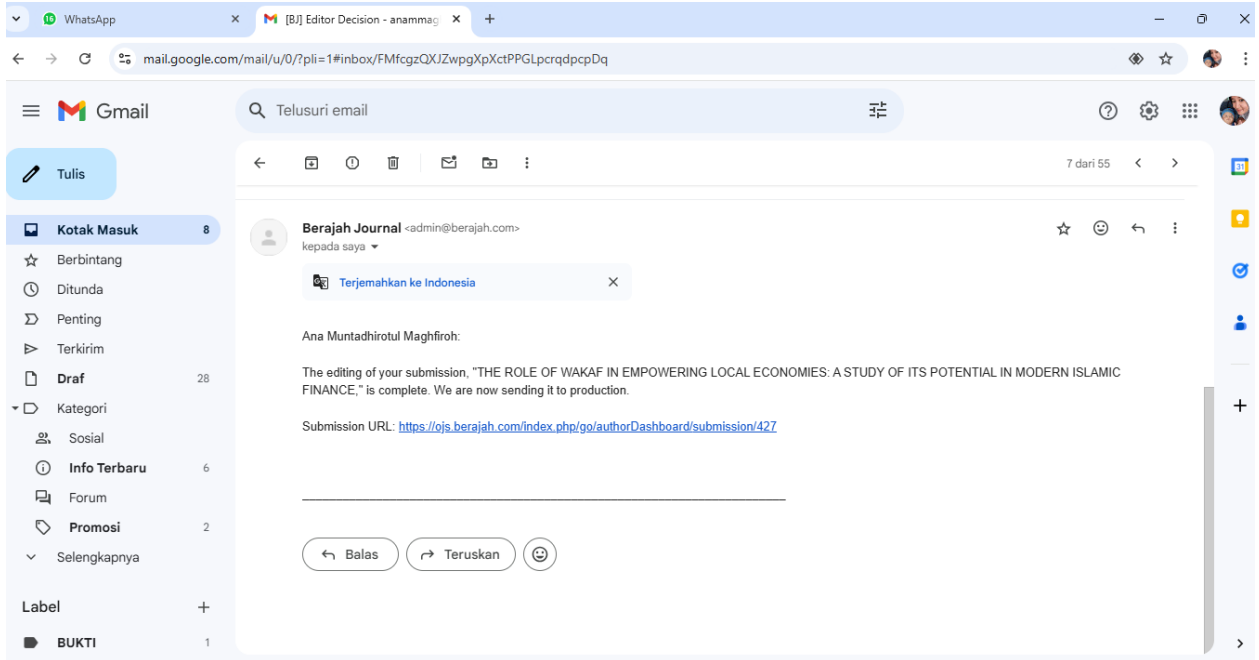 16 WhatsApp
[BJ] Editor Decision - anammag
mail.google.com/mail/u/0/?pli=1#inbox/FMfcgzQXJZwpgXpXctPPGLpcrqdpcpDq
Gmail
Telusuri email
Tulis
7 dari 55
Kotak Masuk 8
Berbintang
Ditunda
Penting
Terkirim
Draf 28
Kategori
Sosial
Info Terbaru 6
Forum
Promosi 2
Selengkapnya
Label
BUKTI 1
Berajah Journal <admin@berajah.com>
kepada saya
Terjemahkan ke Indonesia
Ana Muntadhirotul Maghfiroh:
The editing of your submission, "THE ROLE OF WAKAF IN EMPOWERING LOCAL ECONOMIES: A STUDY OF ITS POTENTIAL IN MODERN ISLAMIC
FINANCE," is complete. We are now sending it to production.
Submission URL: https://ojs.berajah.com/index.php/go/authorDashboard/submission/427
Balas
Teruskan
31